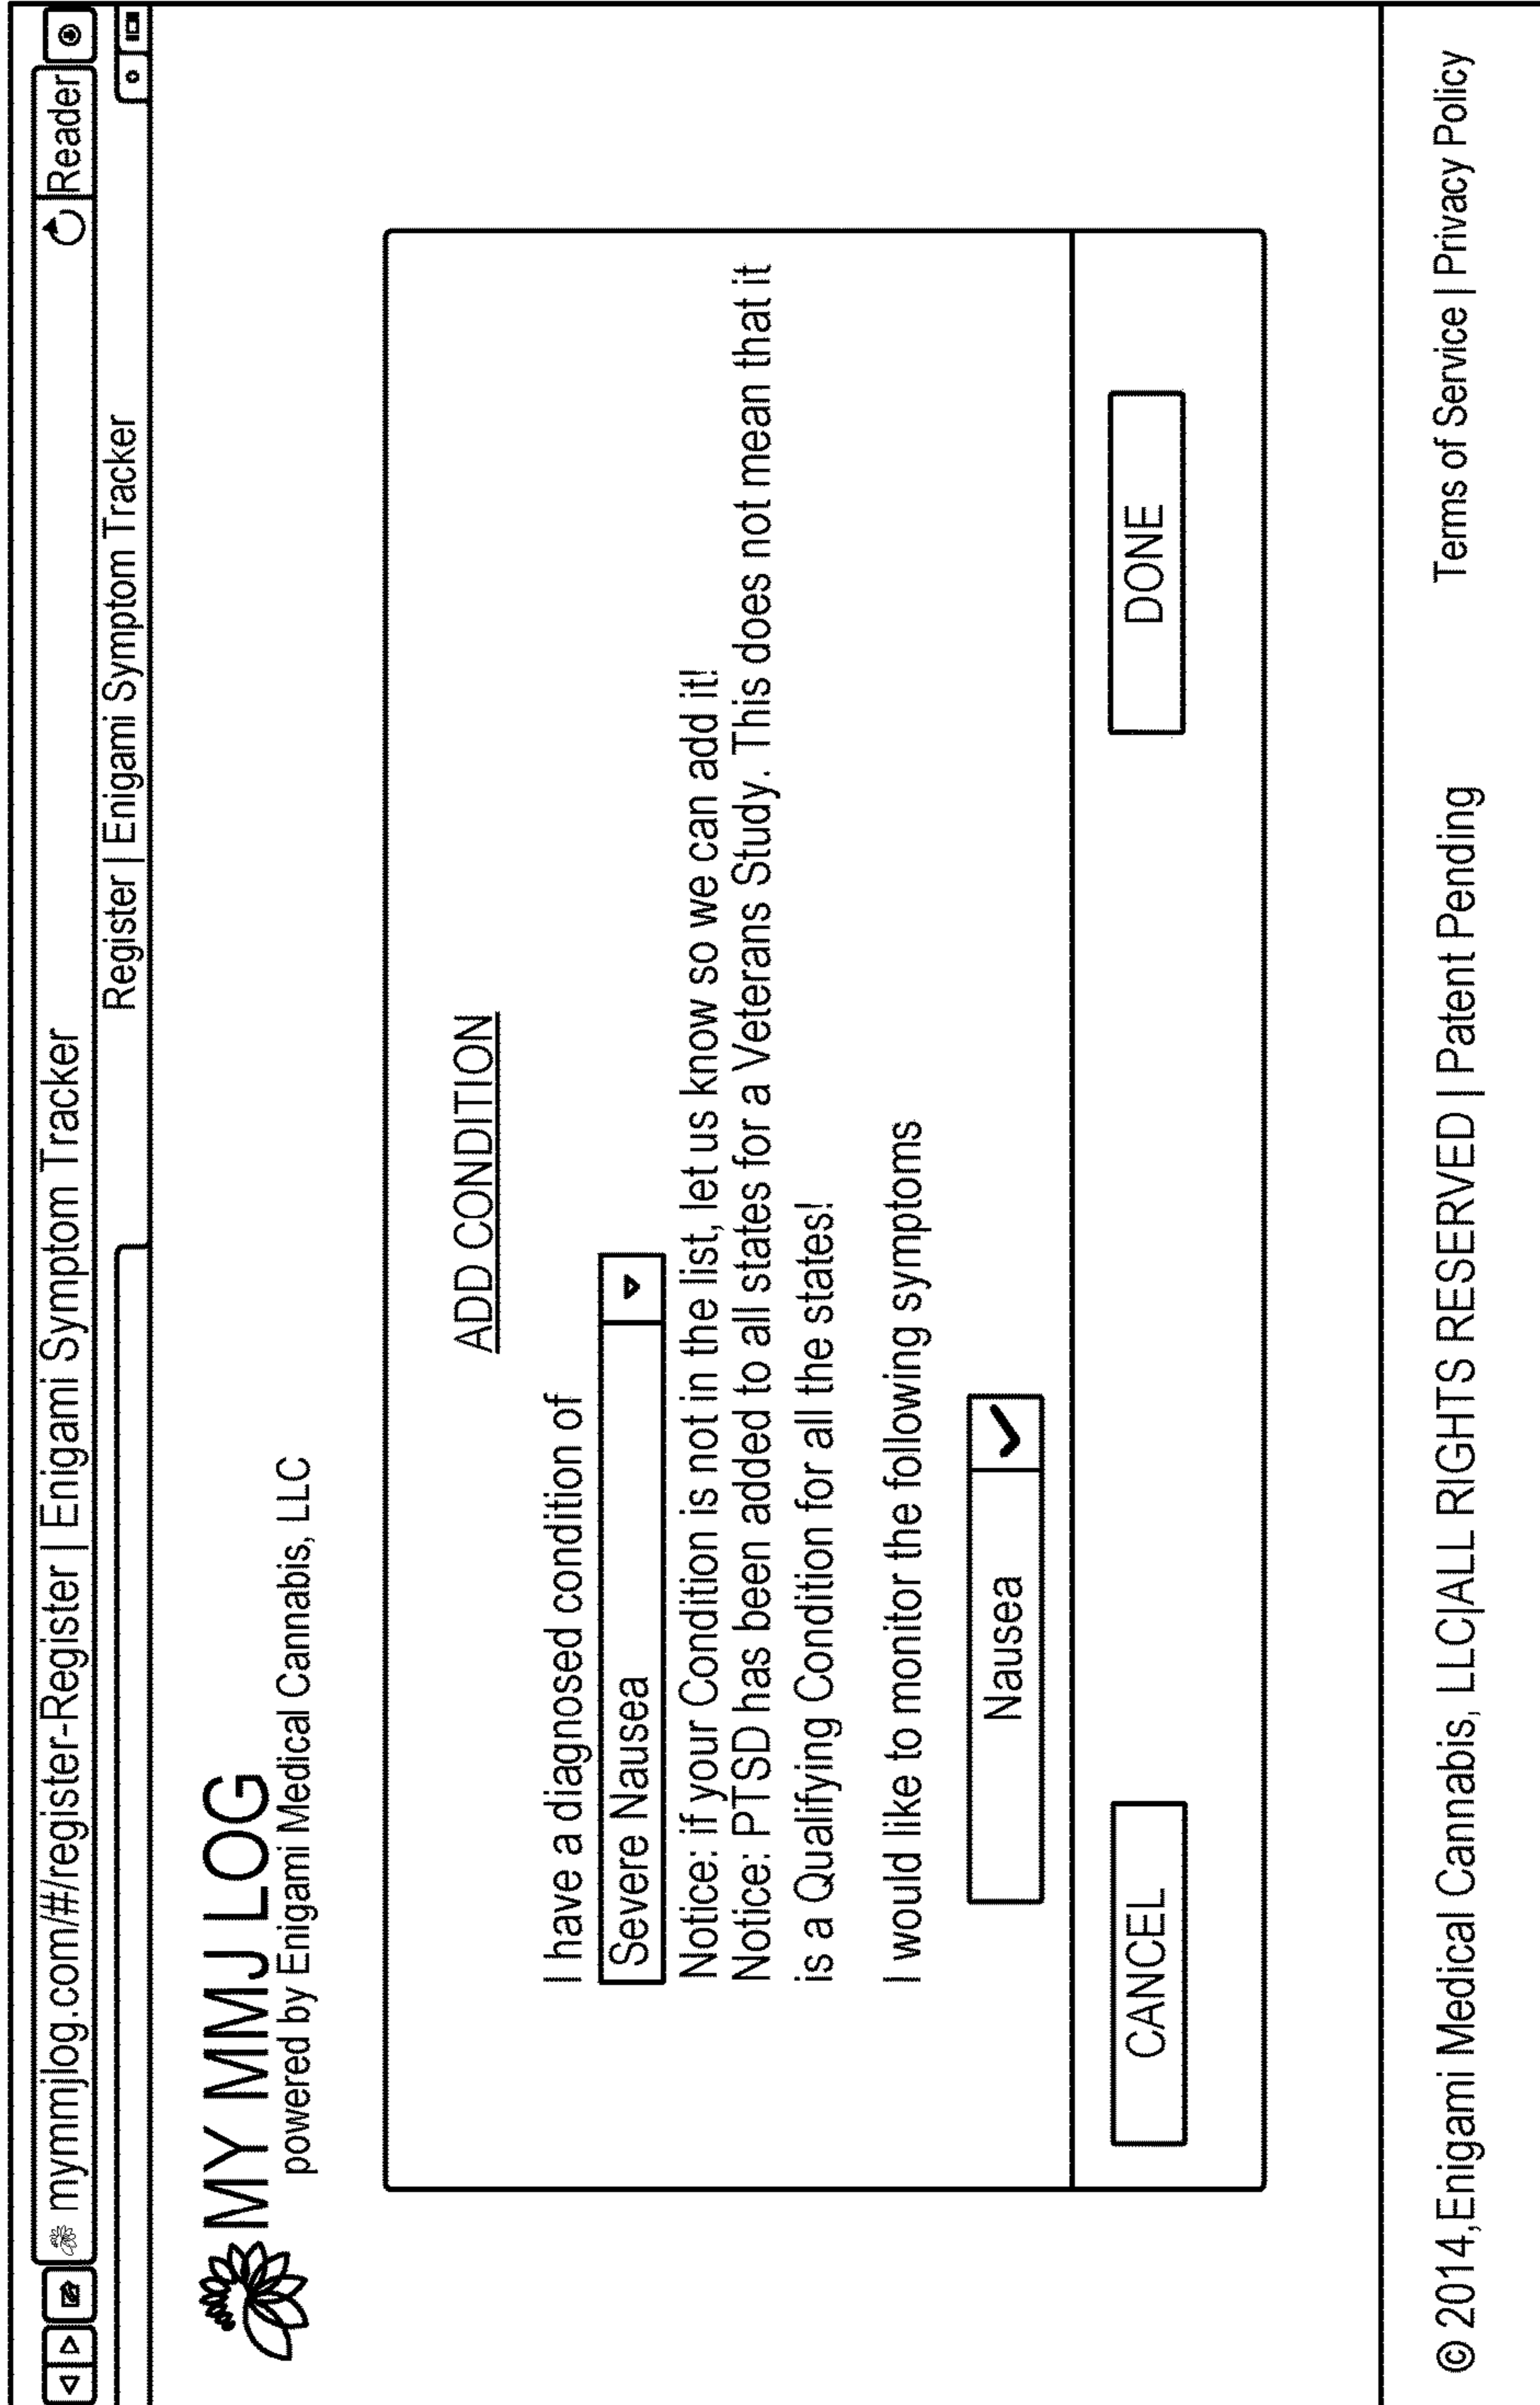 mymmjlog.com/#/register-Register | Enigami Symptom Tracker
Reader
Register | Enigami Symptom Tracker
MY MMJ LOG
powered by Enigami Medical Cannabis, LLC
ADD CONDITION
I have a diagnosed condition of
Severe Nausea
Notice: if your Condition is not in the list, let us know so we can add it!
Notice: PTSD has been added to all states for a Veterans Study. This does not mean that it
is a Qualifying Condition for all the states!
I would like to monitor the following symptoms
Nausea
CANCEL
DONE
© 2014,Enigami Medical Cannabis, LLC|ALL RIGHTS RESERVED | Patent Pending
Terms of Service | Privacy Policy